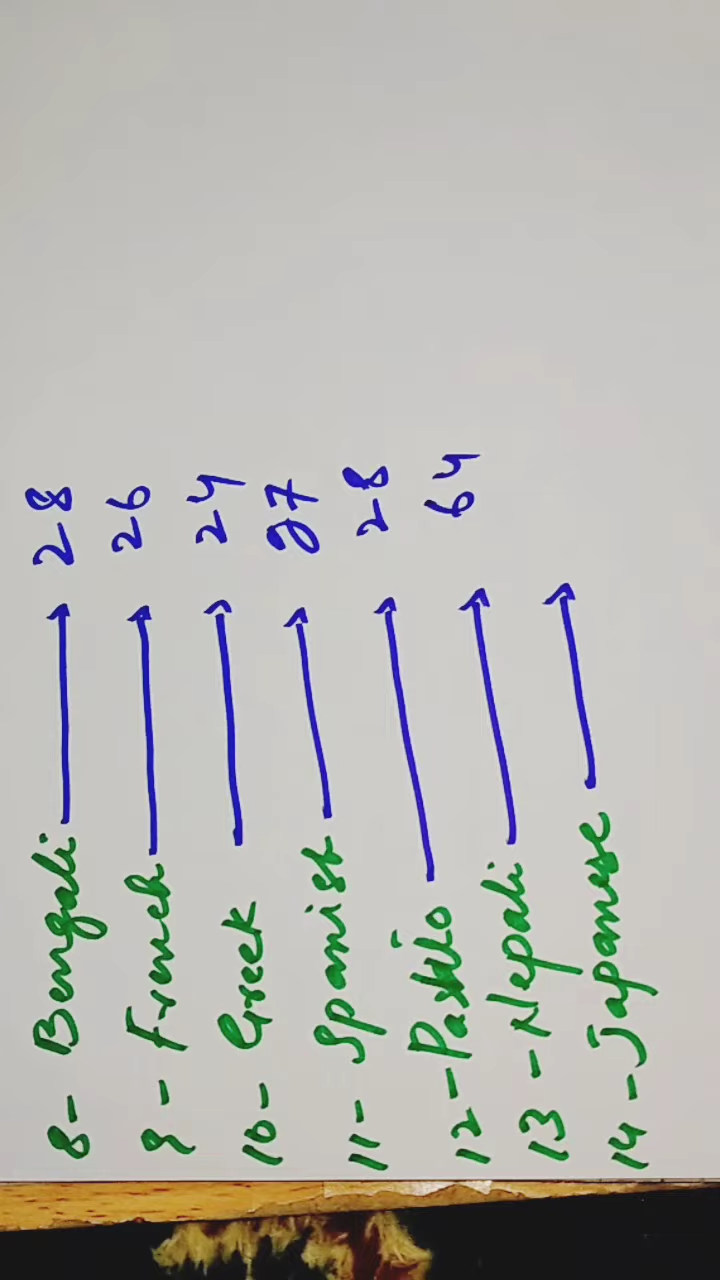 8- Bengali → 28
9 - French → 26
10- Greek → 24
11- Spanish → 27
12-Pashto → 28
13 -Nepali → 64
14 -Japanese →